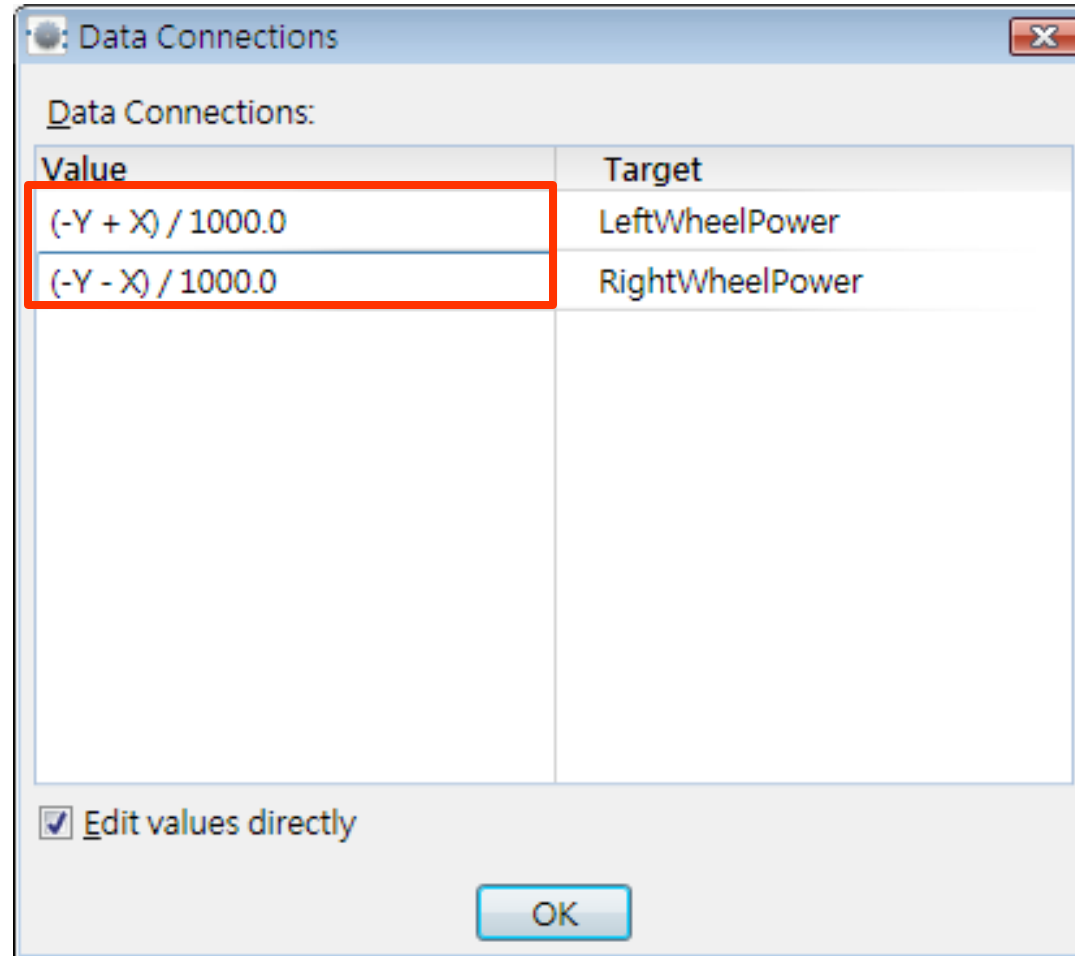 Data Connections
Data Connections:
Value Target
(-Y + X) / 1000.0 LeftWheelPower
(-Y - X) / 1000.0 RightWheelPower
Edit values directly
OK